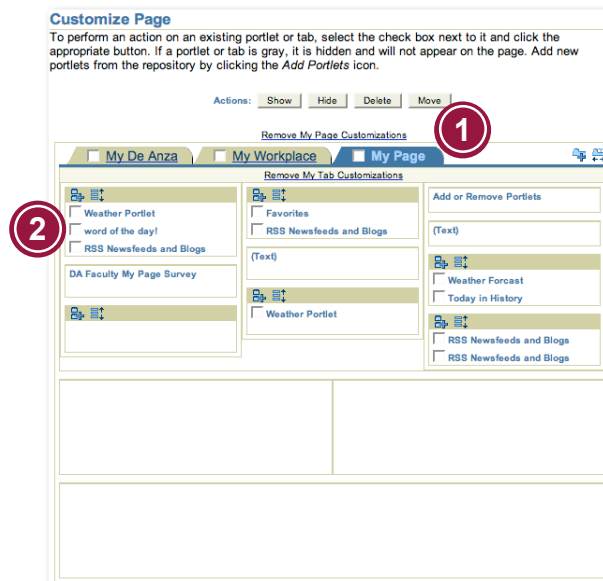 Customize Page
To perform an action on an existing portlet or tab, select the check box next to it and click the
appropriate button. If a portlet or tab is gray, it is hidden and will not appear on the page. Add new
portlets from the repository by clicking the Add Portlets icon.
Actions: Show Hide Delete Move
Remove My Page Customizations
1
My De Anza My Workplace My Page
Remove My Tab Customizations
2
Weather Portlet
word of the day!
RSS Newsfeeds and Blogs
DA Faculty My Page Survey
Favorites
RSS Newsfeeds and Blogs
(Text)
Weather Portlet
Add or Remove Portlets
(Text)
Weather Forcast
Today in History
RSS Newsfeeds and Blogs
RSS Newsfeeds and Blogs